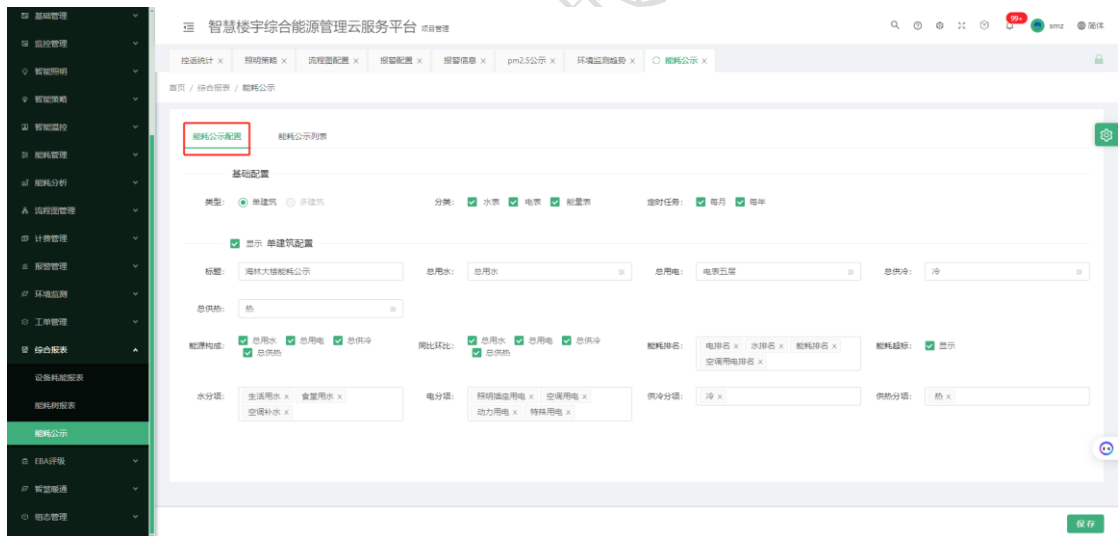 基础管理
监控管理
智能照明
智能策略
智能温控
能耗管理
能耗分析
流程图管理
计费管理
报警管理
环境监测
工单管理
综合报表
设备耗能报表
能耗树报表
能耗公示
EBA评级
智慧暖通
组态管理
智慧楼宇综合能源管理云服务平台 项目管理
99+ smz 简体
控返统计 × 照明策略 × 流程图配置 × 报警配置 × 报警信息 × pm2.5公示 × 环境监测趋势 × 能耗公示 ×
首页 / 综合报表 / 能耗公示
能耗公示配置 能耗公示列表
基础配置
类型: 单建筑 多建筑 分类: 水表 电表 能量表 定时任务: 每月 每年
显示 单建筑配置
标题: 海林大楼能耗公示 总用水: 总用水 总用电: 电表五层 总供冷: 冷
总供热: 热
能源构成: 总用水 总用电 总供冷 总供热 同比环比: 总用水 总用电 总供冷 总供热 能耗排名: 电排名 × 水排名 × 能耗排名 × 空调用电排名 × 能耗超标: 显示
水分项: 生活用水 × 食堂用水 × 空调补水 × 电分项: 照明插座用电 × 空调用电 × 动力用电 × 特殊用电 × 供冷分项: 冷 × 供热分项: 热 ×
保存